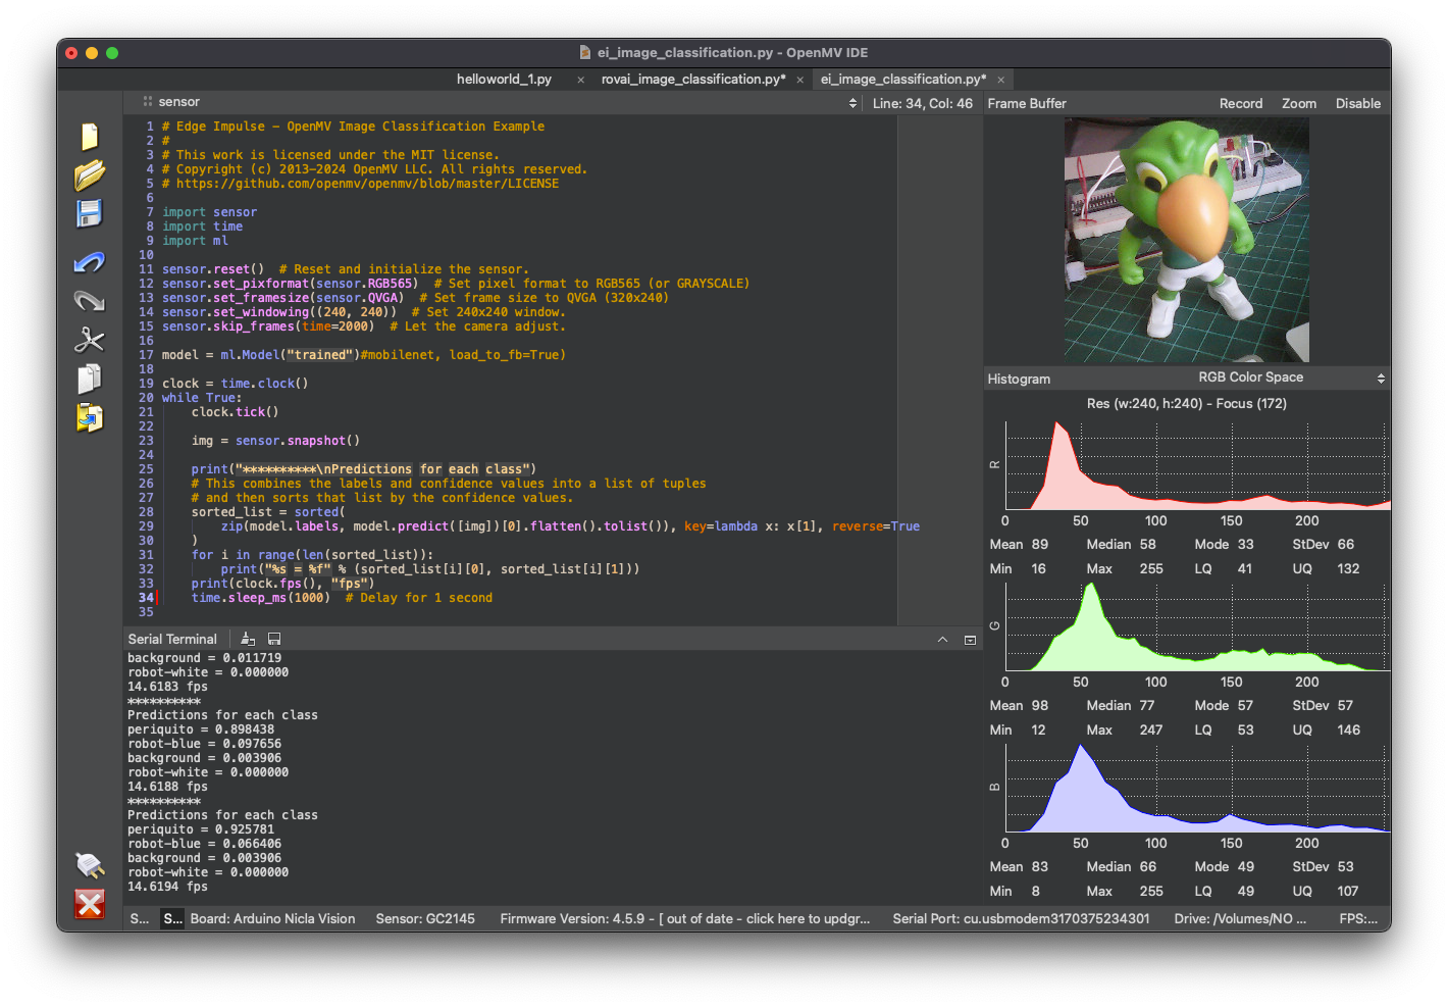 ei_image_classification.py - OpenMV IDE
helloworld_1.py × rovai_image_classification.py* × ei_image_classification.py* ×
sensor Line: 34, Col: 46
1 # Edge Impulse - OpenMV Image Classification Example
2 #
3 # This work is licensed under the MIT license.
4 # Copyright (c) 2013-2024 OpenMV LLC. All rights reserved.
5 # https://github.com/openmv/openmv/blob/master/LICENSE
6
7 import sensor
8 import time
9 import ml
10
11 sensor.reset()  # Reset and initialize the sensor.
12 sensor.set_pixformat(sensor.RGB565)  # Set pixel format to RGB565 (or GRAYSCALE)
13 sensor.set_framesize(sensor.QVGA)  # Set frame size to QVGA (320x240)
14 sensor.set_windowing((240, 240))  # Set 240x240 window.
15 sensor.skip_frames(time=2000)  # Let the camera adjust.
16
17 model = ml.Model("trained")#mobilenet, load_to_fb=True)
18
19 clock = time.clock()
20 while True:
21     clock.tick()
22
23     img = sensor.snapshot()
24
25     print("**********\nPredictions for each class")
26     # This combines the labels and confidence values into a list of tuples
27     # and then sorts that list by the confidence values.
28     sorted_list = sorted(
29         zip(model.labels, model.predict([img])[0].flatten().tolist()), key=lambda x: x[1], reverse=True
30     )
31     for i in range(len(sorted_list)):
32         print("%s = %f" % (sorted_list[i][0], sorted_list[i][1]))
33     print(clock.fps(), "fps")
34     time.sleep_ms(1000)  # Delay for 1 second
35
Serial Terminal
background = 0.011719
robot-white = 0.000000
14.6183 fps
**********
Predictions for each class
periquito = 0.898438
robot-blue = 0.097656
background = 0.003906
robot-white = 0.000000
14.6188 fps
**********
Predictions for each class
periquito = 0.925781
robot-blue = 0.066406
background = 0.003906
robot-white = 0.000000
14.6194 fps
Frame Buffer Record Zoom Disable
Histogram RGB Color Space
Res (w:240, h:240) - Focus (172)
R
0 50 100 150 200
Mean 89 Median 58 Mode 33 StDev 66
Min 16 Max 255 LQ 41 UQ 132
G
0 50 100 150 200
Mean 98 Median 77 Mode 57 StDev 57
Min 12 Max 247 LQ 53 UQ 146
B
0 50 100 150 200
Mean 83 Median 66 Mode 49 StDev 53
Min 8 Max 255 LQ 49 UQ 107
S... S... Board: Arduino Nicla Vision Sensor: GC2145 Firmware Version: 4.5.9 - [ out of date - click here to updgr... Serial Port: cu.usbmodem3170375234301 Drive: /Volumes/NO ... FPS:...